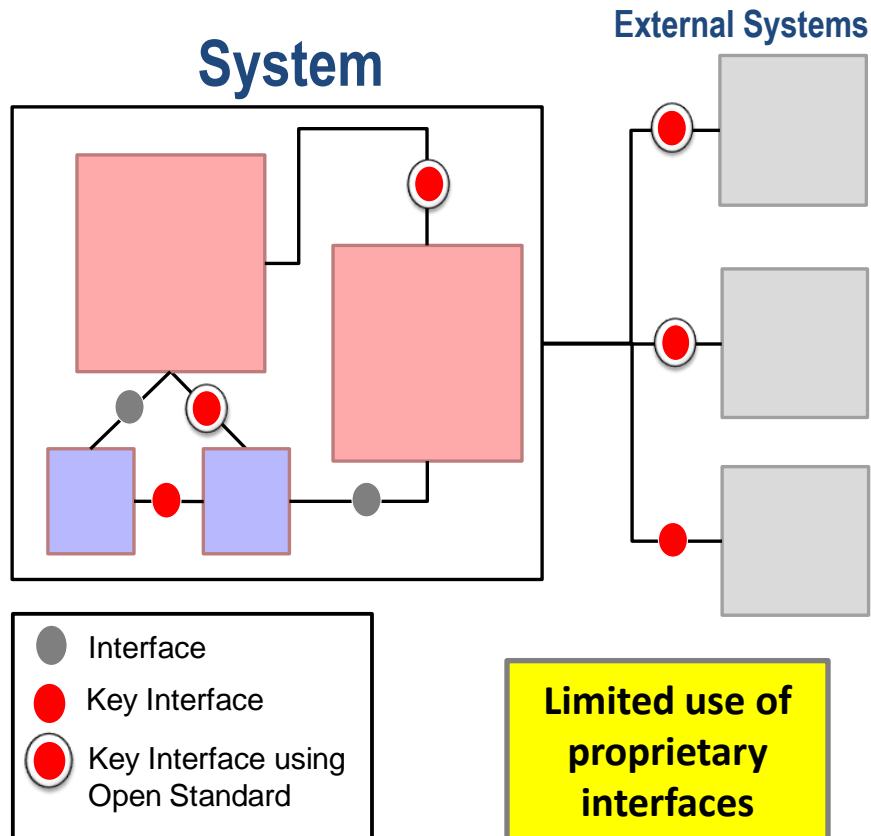 External Systems
System
Interface
Key Interface
Key Interface using
Open Standard
Limited use of
proprietary
interfaces